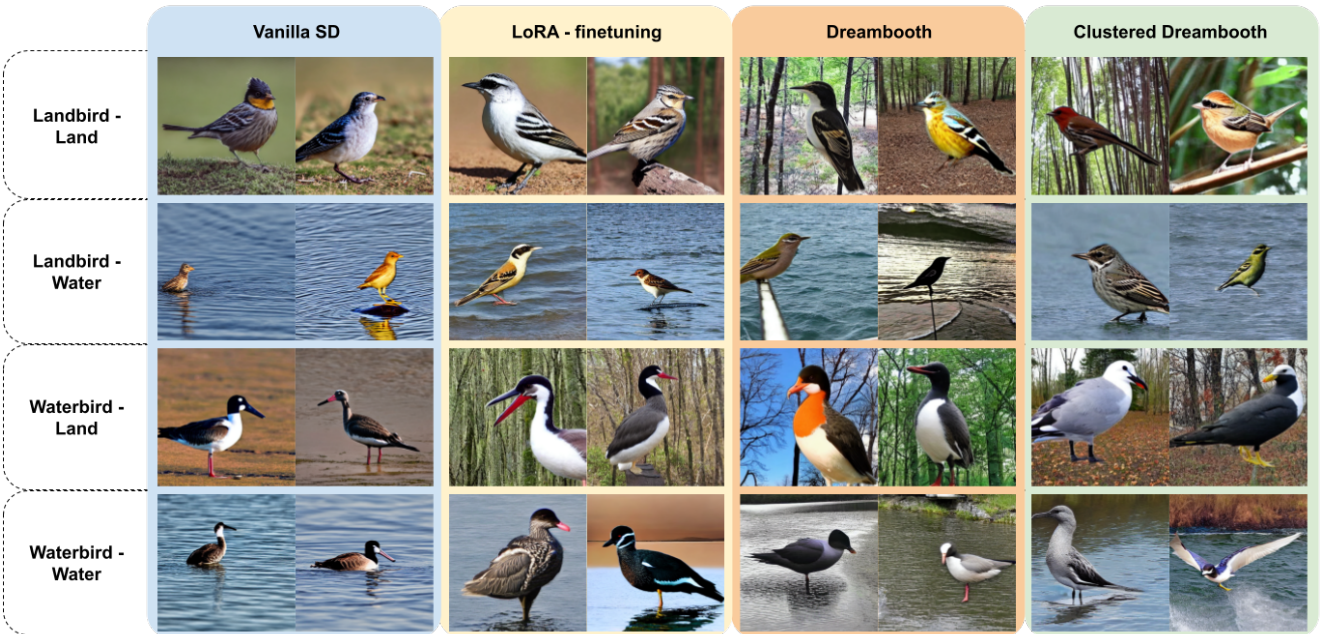 Vanilla SD
LoRA - finetuning
Dreambooth
Clustered Dreambooth
Landbird -
Land
Landbird -
Water
Waterbird -
Land
Waterbird -
Water